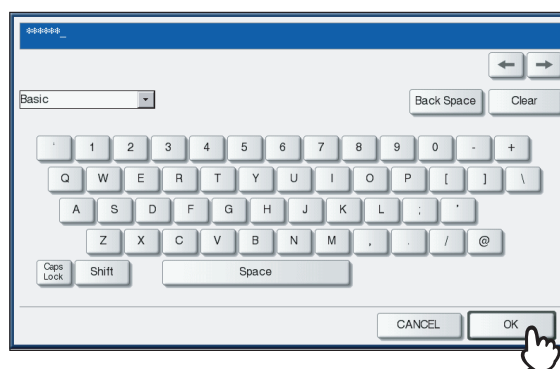 ******_
← →
Basic Back Space Clear
` 1 2 3 4 5 6 7 8 9 0 - +
Q W E R T Y U I O P [ ] \
A S D F G H J K L ; '
Z X C V B N M , . / @
Caps Lock Shift Space
CANCEL OK